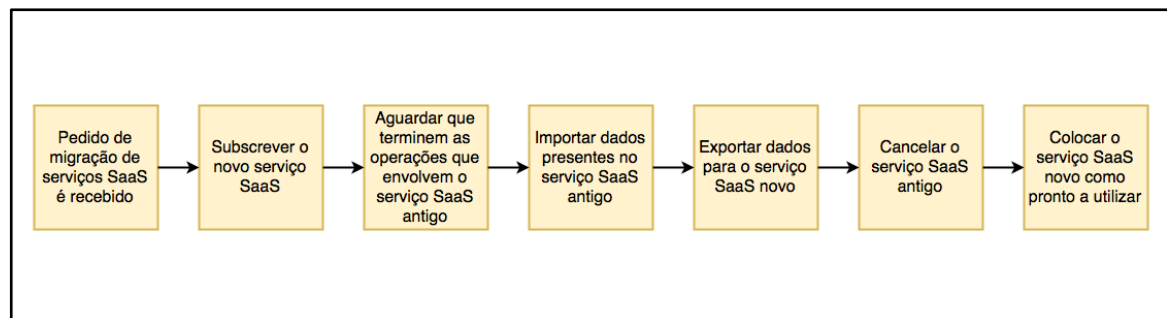 Pedido de
migração de
serviços SaaS
é recebido
Subscrever o
novo serviço
SaaS
Aguardar que
terminem as
operações que
envolvem o
serviço SaaS
antigo
Importar dados
presentes no
serviço SaaS
antigo
Exportar dados
para o serviço
SaaS novo
Cancelar o
serviço SaaS
antigo
Colocar o
serviço SaaS
novo como
pronto a utilizar